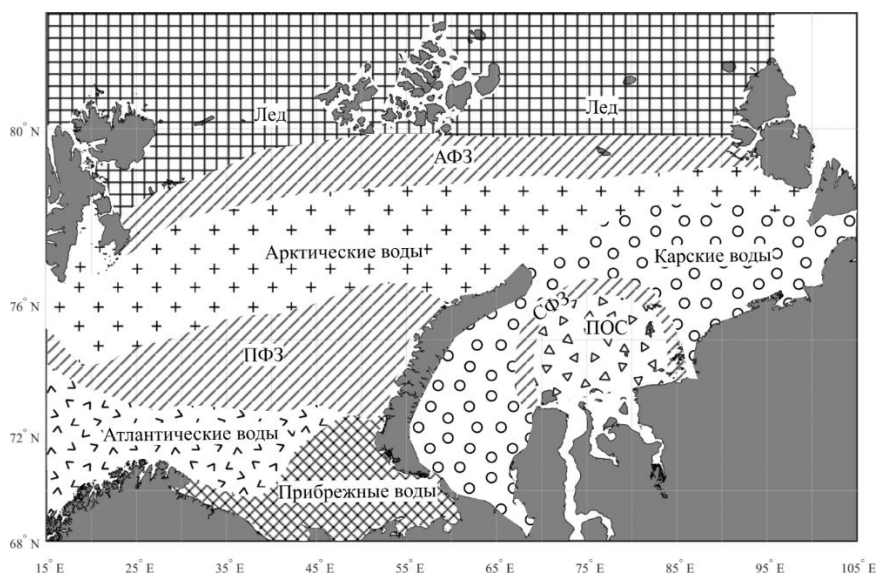 80° N
76° N
72° N
68° N
Лед
Лед
АФЗ
Арктические воды
Карские воды
СФЗ
ПОС
ПФЗ
Атлантические воды
Прибрежные воды
15° E
25° E
35° E
45° E
55° E
65° E
75° E
85° E
95° E
105° E